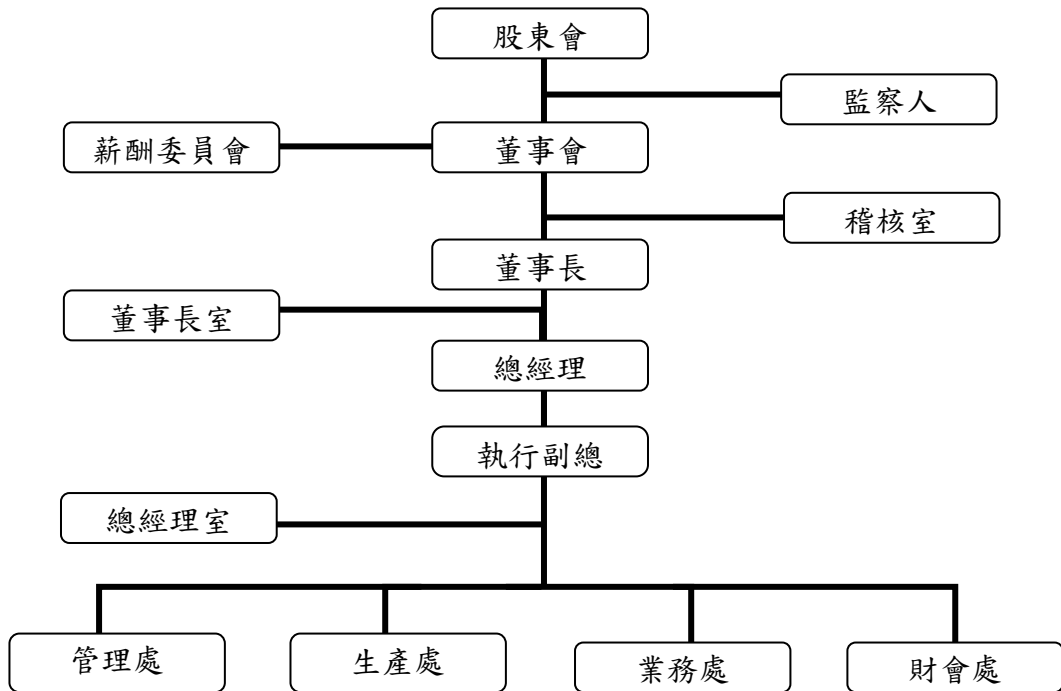 股東會
監察人
薪酬委員會
董事會
稽核室
董事長
董事長室
總經理
執行副總
總經理室
管理處
生產處
業務處
財會處